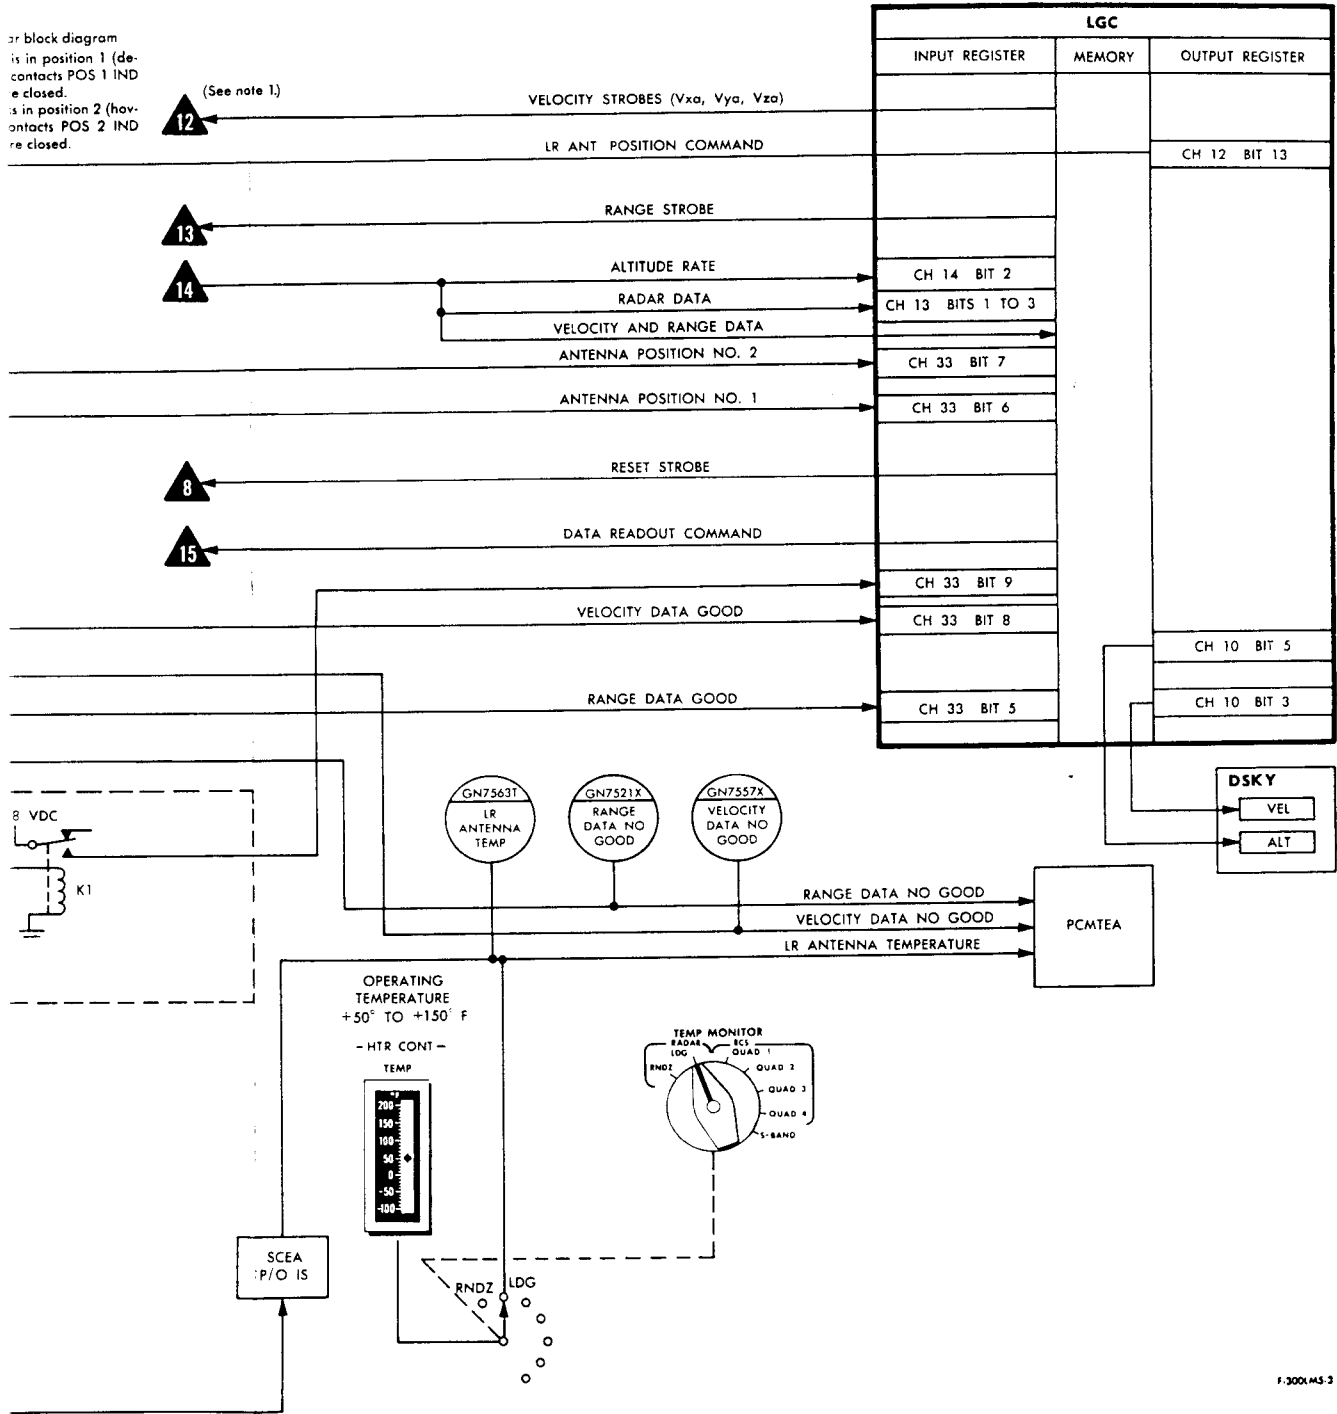 ar block diagram
is in position 1 (de-
contacts POS 1 IND
e closed.
s in position 2 (hov-
ontacts POS 2 IND
re closed.
(See note 1.)
12
VELOCITY STROBES (Vxa, Vya, Vza)
LR ANT POSITION COMMAND
13
RANGE STROBE
14
ALTITUDE RATE
RADAR DATA
VELOCITY AND RANGE DATA
ANTENNA POSITION NO. 2
ANTENNA POSITION NO. 1
8
RESET STROBE
15
DATA READOUT COMMAND
VELOCITY DATA GOOD
RANGE DATA GOOD
LGC
INPUT REGISTER
MEMORY
OUTPUT REGISTER
CH 12 BIT 13
CH 14 BIT 2
CH 13 BITS 1 TO 3
CH 33 BIT 7
CH 33 BIT 6
CH 33 BIT 9
CH 33 BIT 8
CH 33 BIT 5
CH 10 BIT 5
CH 10 BIT 3
DSKY
VEL
ALT
8 VDC
K1
GN7563T
LR
ANTENNA
TEMP
GN7521X
RANGE
DATA NO
GOOD
GN7557X
VELOCITY
DATA NO
GOOD
RANGE DATA NO GOOD
VELOCITY DATA NO GOOD
LR ANTENNA TEMPERATURE
PCMTEA
OPERATING
TEMPERATURE
+50° TO +150° F
- HTR CONT -
TEMP
°F
200
150
100
50
0
-50
-100
TEMP MONITOR
RADAR
RCS
LDG
QUAD 1
RNDZ
QUAD 2
QUAD 3
QUAD 4
S-BAND
SCEA
P/O IS
RNDZ
LDG
F-300LM5-3